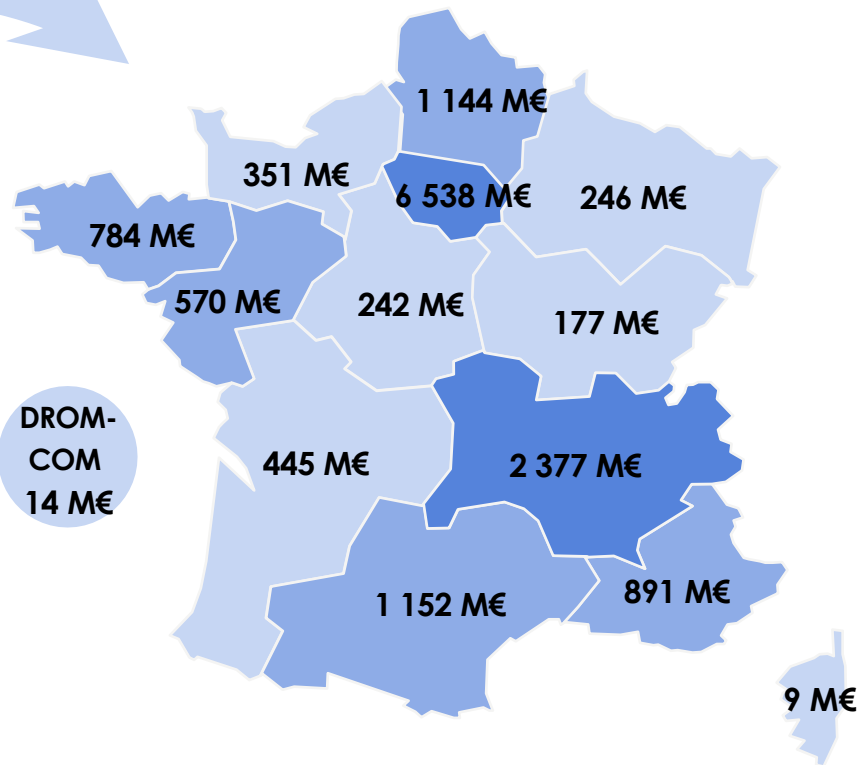 1 144 M€
351 M€
6 538 M€
246 M€
784 M€
570 M€
242 M€
177 M€
DROM-
COM
14 M€
445 M€
2 377 M€
1 152 M€
891 M€
9 M€